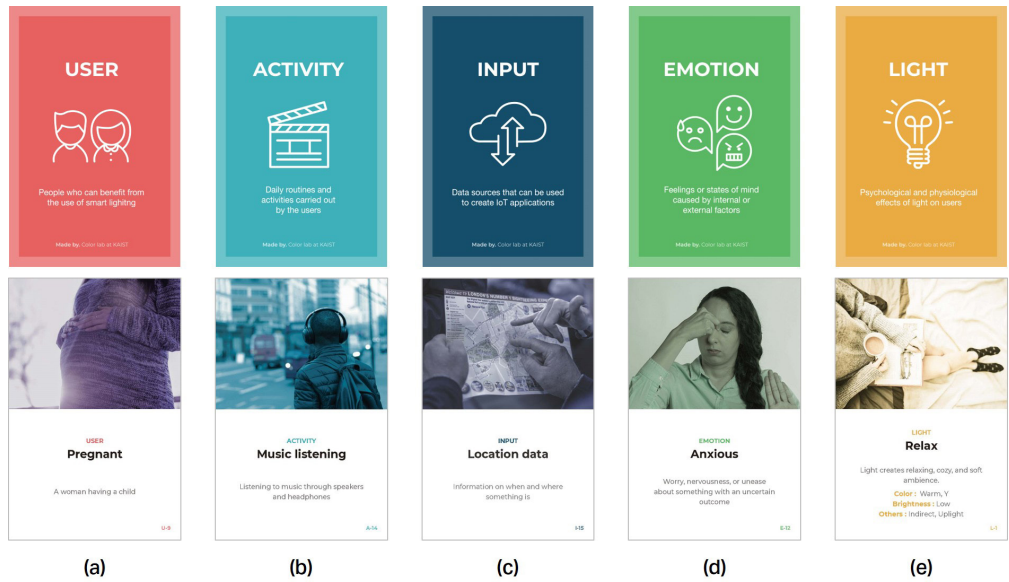 USER
People who can benefit from
the use of smart lighitng
Made by. Color lab at KAIST
ACTIVITY
Daily routines and
activities carried out
by the users
Made by. Color lab at KAIST
INPUT
Data sources that can be used
to create IoT applications
Made by. Color lab at KAIST
EMOTION
Feelings or states of mind
caused by internal or
external factors
Made by. Color lab at KAIST
LIGHT
Psychological and physiological
effects of light on users
Made by. Color lab at KAIST
USER
Pregnant
A woman having a child
U-5
ACTIVITY
Music listening
Listening to music through speakers
and headphones
A-14
LONDON'S NUMBER 1 SIGHTSEEING
INPUT
Location data
Information on when and where
something is
I-15
EMOTION
Anxious
Worry, nervousness, or unease
about something with an uncertain
outcome
E-12
LIGHT
Relax
Light creates relaxing, cozy, and soft
ambience.
Color : Warm, Y
Brightness : Low
Others : Indirect, Uplight
L-1
(a)
(b)
(c)
(d)
(e)